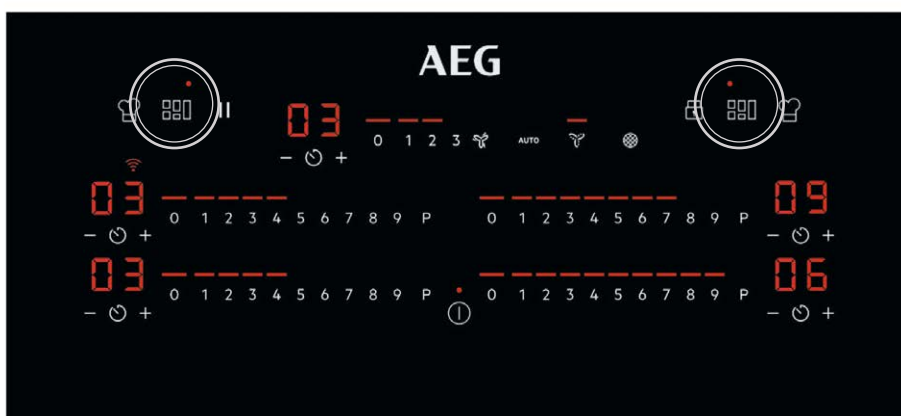 AEG
03
0 1 2 3 AUTO
- +
03 0 1 2 3 4 5 6 7 8 9 P 0 1 2 3 4 5 6 7 8 9 P 09
- + - +
03 0 1 2 3 4 5 6 7 8 9 P 0 1 2 3 4 5 6 7 8 9 P 06
- + - +